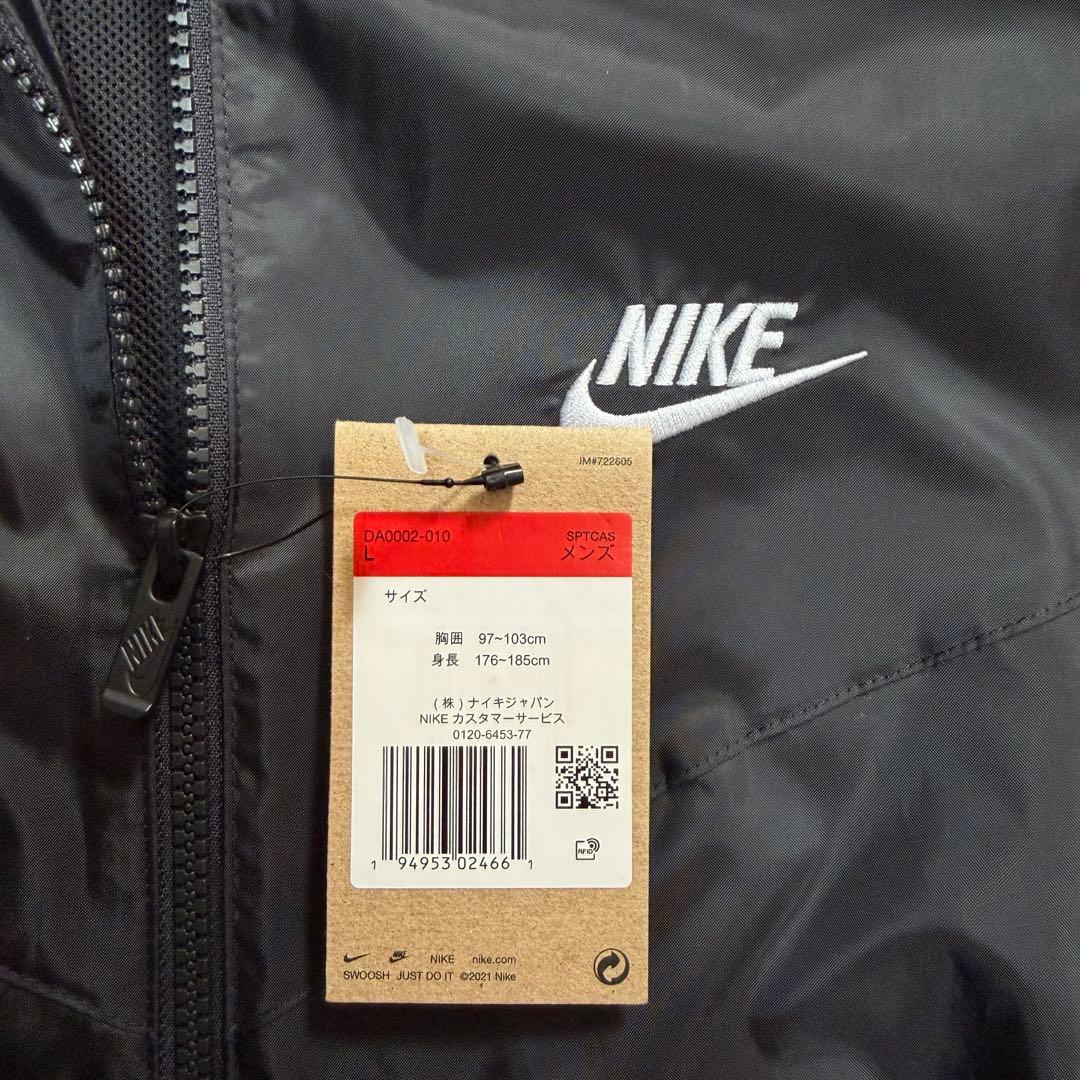 NIKE
IM#722605
DA0002-010
SPTCAS
L
メンズ
サイズ
胸囲 97~103cm
身長 176~185cm
(株)ナイキジャパン
NIKE カスタマーサービス
0120-6453-77
RFID
1 94953 02466 1
NIKE
NIKE nike.com
SWOOSH JUST DO IT ©2021 Nike
NIKE